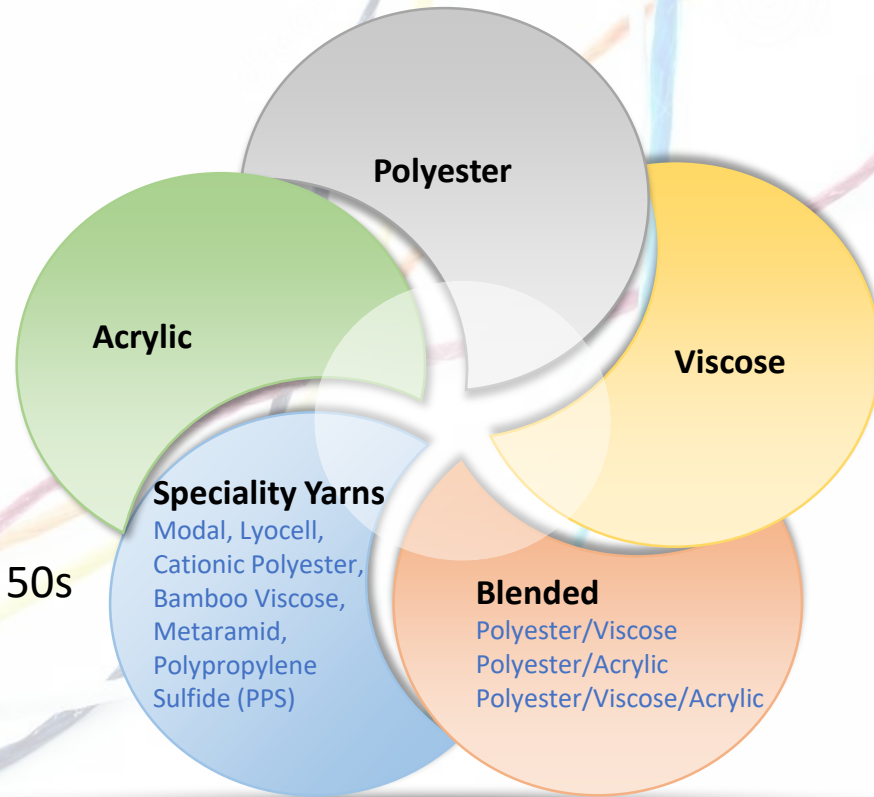 Polyester
Acrylic
Viscose
Speciality Yarns
Modal, Lyocell,
Cationic Polyester,
Bamboo Viscose,
Metaramid,
Polypropylene
Sulfide (PPS)
50s
Blended
Polyester/Viscose
Polyester/Acrylic
Polyester/Viscose/Acrylic